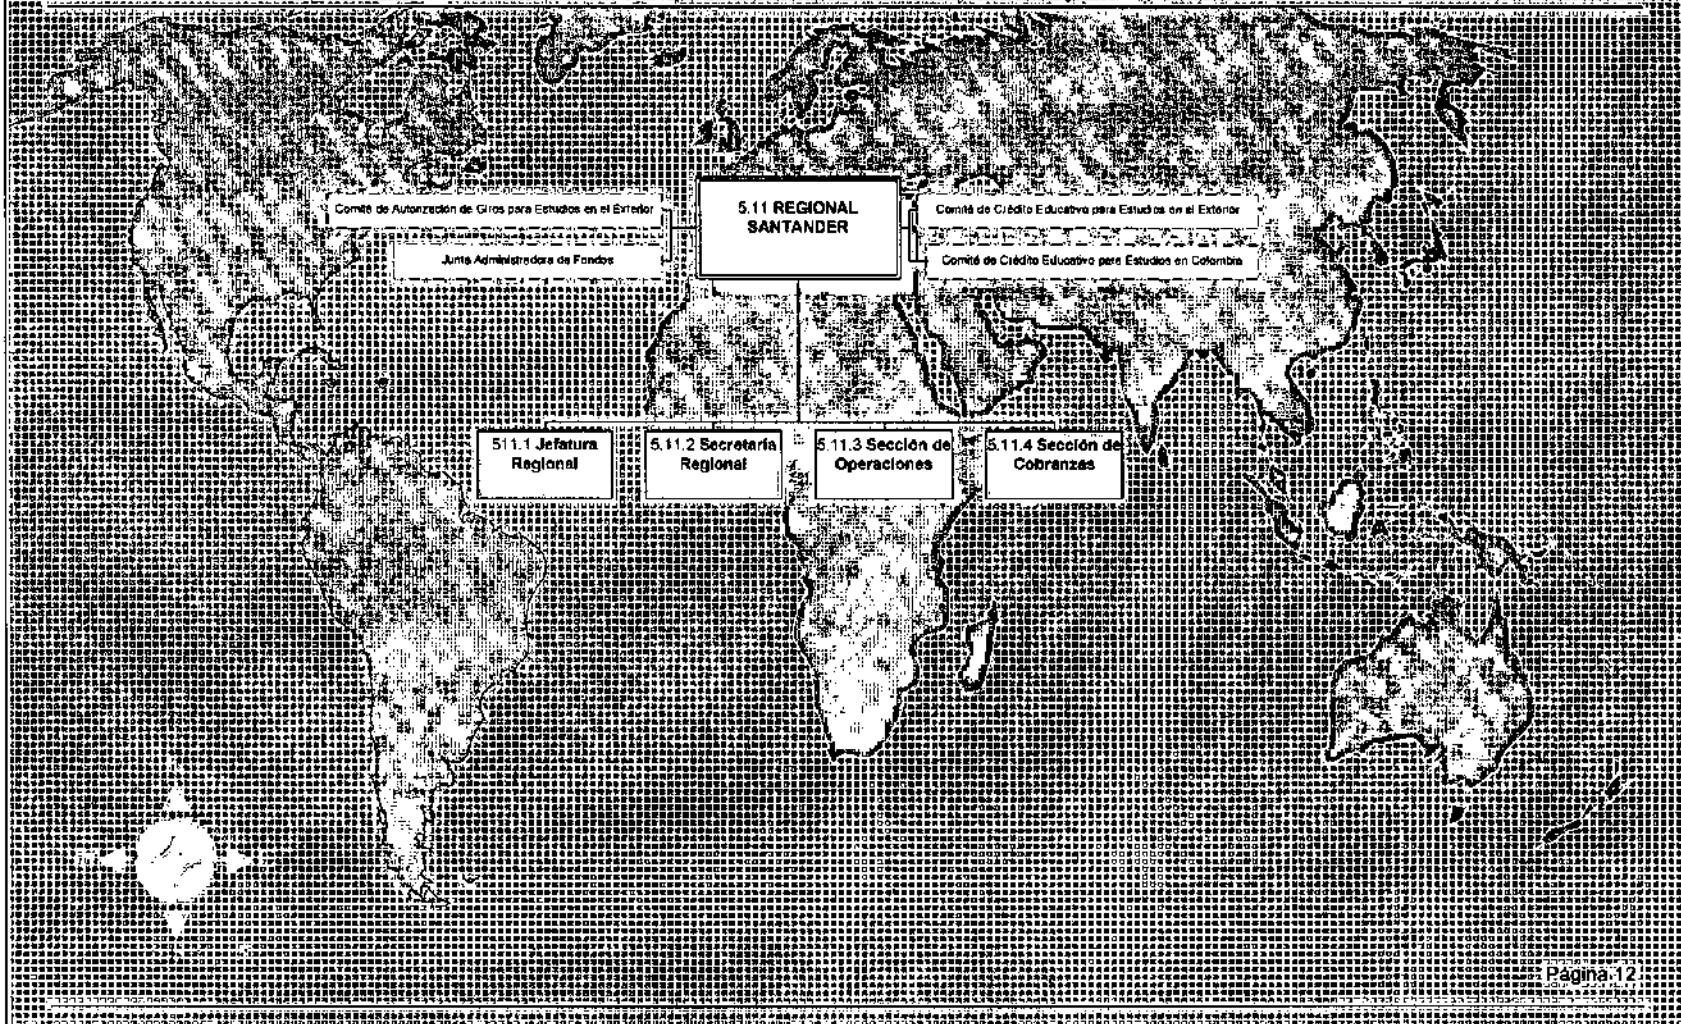 Comité de Autorización de Giros para Estudios en el Exterior
Junta Administradora de Fondos
5.11 REGIONAL
SANTANDER
Comité de Crédito Educativo para Estudios en el Exterior
Comité de Crédito Educativo para Estudios en Colombia
511.1 Jefatura
Regional
5.11.2 Secretaría
Regional
5.11.3 Sección de
Operaciones
5.11.4 Sección de
Cobranzas
Página 12